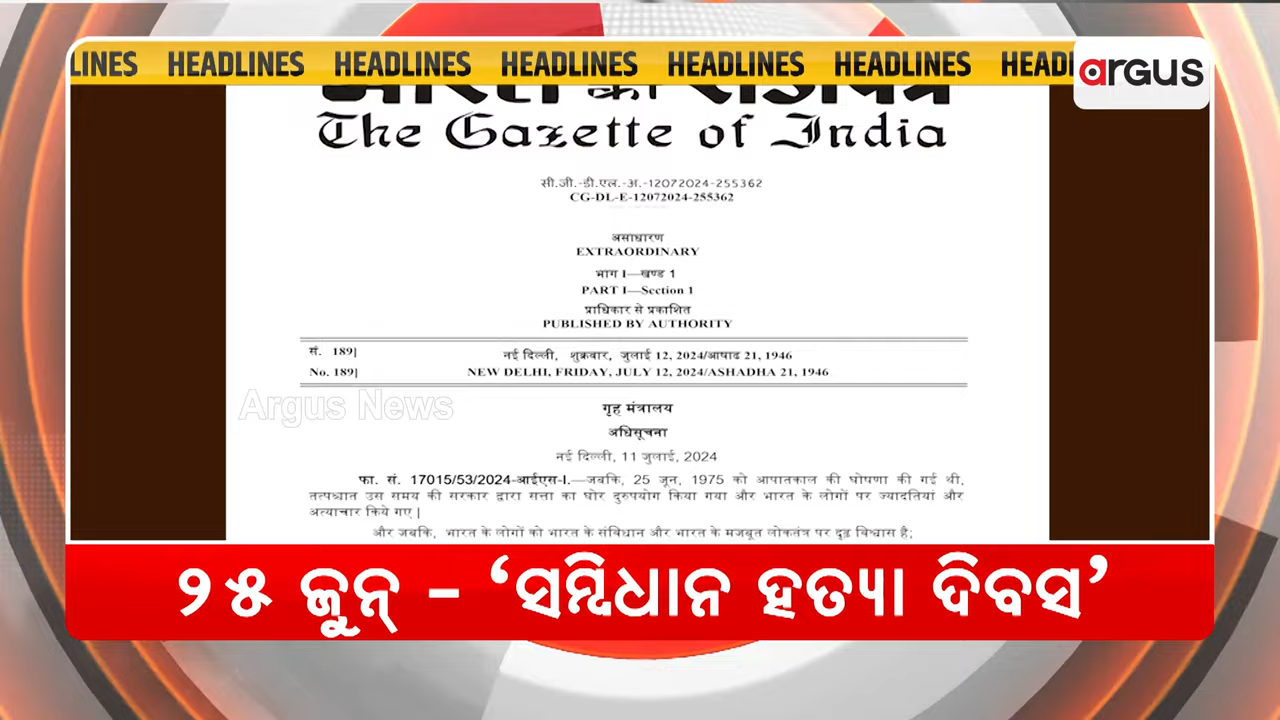 LINES HEADLINES HEADLINES HEADLINES HEADLINES HEADLINES HEAD
argus
भारत का राजपत्र
The Gazette of India
सी.जी.-डी.एल.-अ.-12072024-255362
CG-DL-E-12072024-255362
असाधारण
EXTRAORDINARY
भाग I—खण्ड 1
PART I—Section 1
प्राधिकार से प्रकाशित
PUBLISHED BY AUTHORITY
सं. 189] नई दिल्ली, शुक्रवार, जुलाई 12, 2024/आषाढ 21, 1946
No. 189] NEW DELHI, FRIDAY, JULY 12, 2024/ASHADHA 21, 1946
Argus News
गृह मंत्रालय
अधिसूचना
नई दिल्ली, 11 जुलाई, 2024
फा. सं. 17015/53/2024-आईएस-I.—जबकि, 25 जून, 1975 को आपातकाल की घोषणा की गई थी,
तत्पश्चात उस समय की सरकार द्वारा सत्ता का घोर दुरुपयोग किया गया और भारत के लोगों पर ज्यादतियां और
अत्याचार किये गए |
और जबकि, भारत के लोगों को भारत के संविधान और भारत के मजबूत लोकतंत्र पर दृढ़ विश्वास है;
୨୫ ଜୁନ୍ – ‘ସମ୍ବିଧାନ ହତ୍ୟା ଦିବସ’